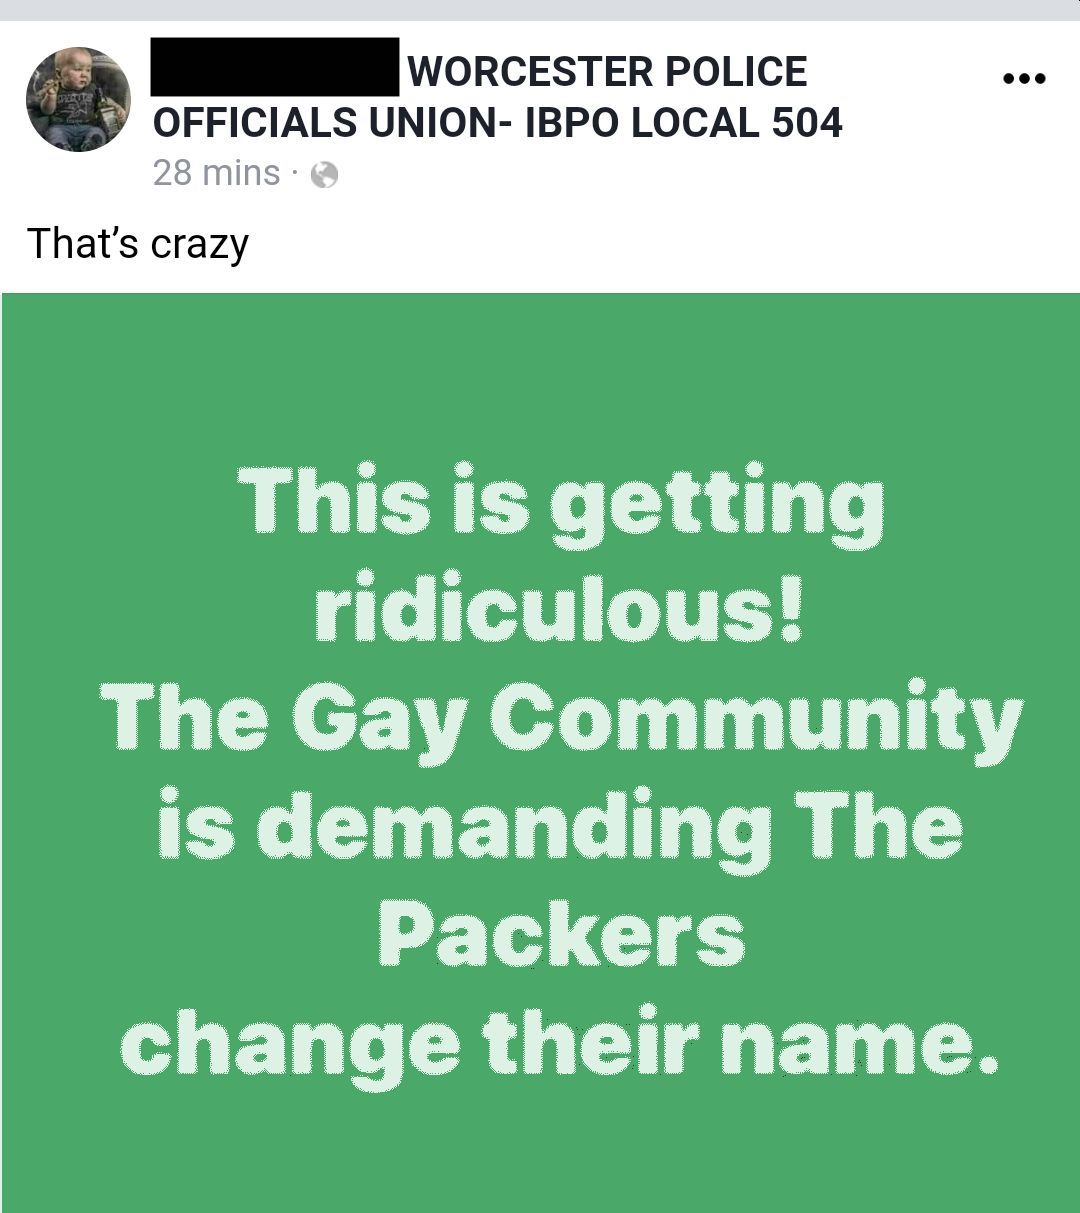 WORCESTER POLICE
OFFICIALS UNION- IBPO LOCAL 504
28 mins ·
That’s crazy
This is getting
ridiculous!
The Gay Community
is demanding The
Packers
change their name.